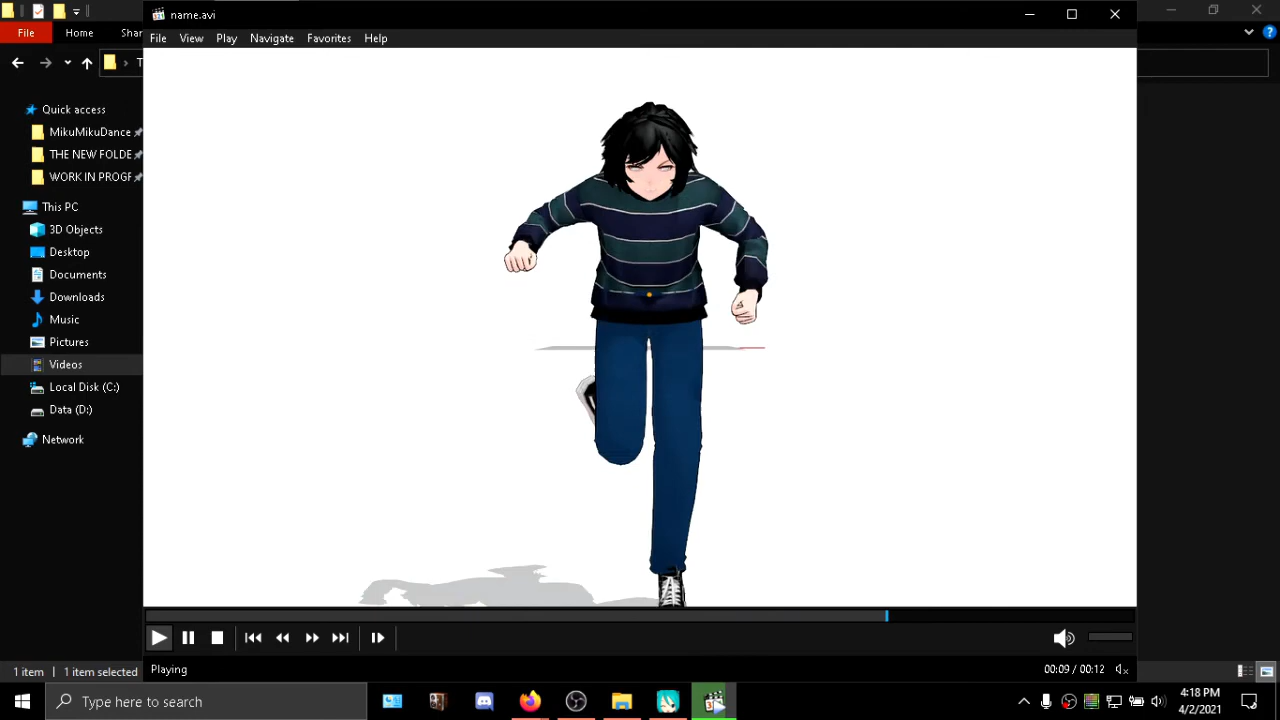 name.avi
File View Play Navigate Favorites Help
File Home Shar
Quick access
MikuMikuDance
THE NEW FOLDE
WORK IN PROGF
This PC
3D Objects
Desktop
Documents
Downloads
Music
Pictures
Videos
Local Disk (C:)
Data (D:)
Network
Playing 00:09 / 00:12
1 item 1 item selected
Type here to search
4:18 PM
4/2/2021